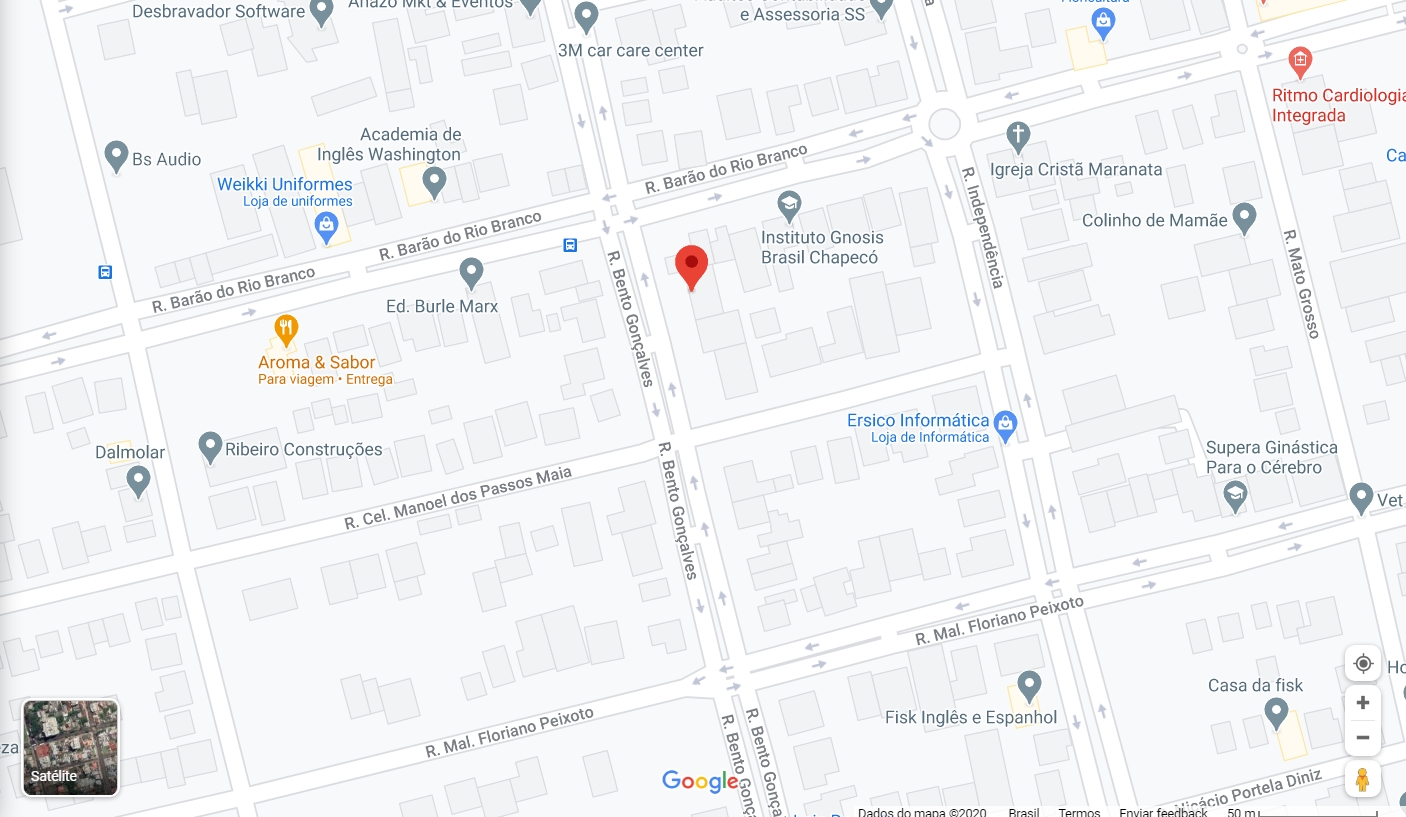 Desbravador Software
Anazo Mkt & Eventos
3M car care center
e Assessoria SS
Ritmo Cardiologia
Integrada
Academia de
Inglês Washington
Bs Audio
Weikki Uniformes
Loja de uniformes
R. Barão do Rio Branco
Igreja Cristã Maranata
R. Independência
Colinho de Mamãe
R. Barão do Rio Branco
Instituto Gnosis
Brasil Chapecó
R. Mato Grosso
R. Barão do Rio Branco
Ed. Burle Marx
R. Bento Gonçalves
Aroma & Sabor
Para viagem • Entrega
Ersico Informática
Loja de Informática
Dalmolar
Ribeiro Construções
Supera Ginástica
Para o Cérebro
Vet
R. Cel. Manoel dos Passos Maia
R. Bento Gonçalves
R. Mal. Floriano Peixoto
Casa da fisk
Fisk Inglês e Espanhol
R. Mal. Floriano Peixoto
R. Bento Gonça
R. Bento Gonça
Satélite
Google
nicácio Portela Diniz
Dados do mapa ©2020 Brasil Termos Enviar feedback 50 m